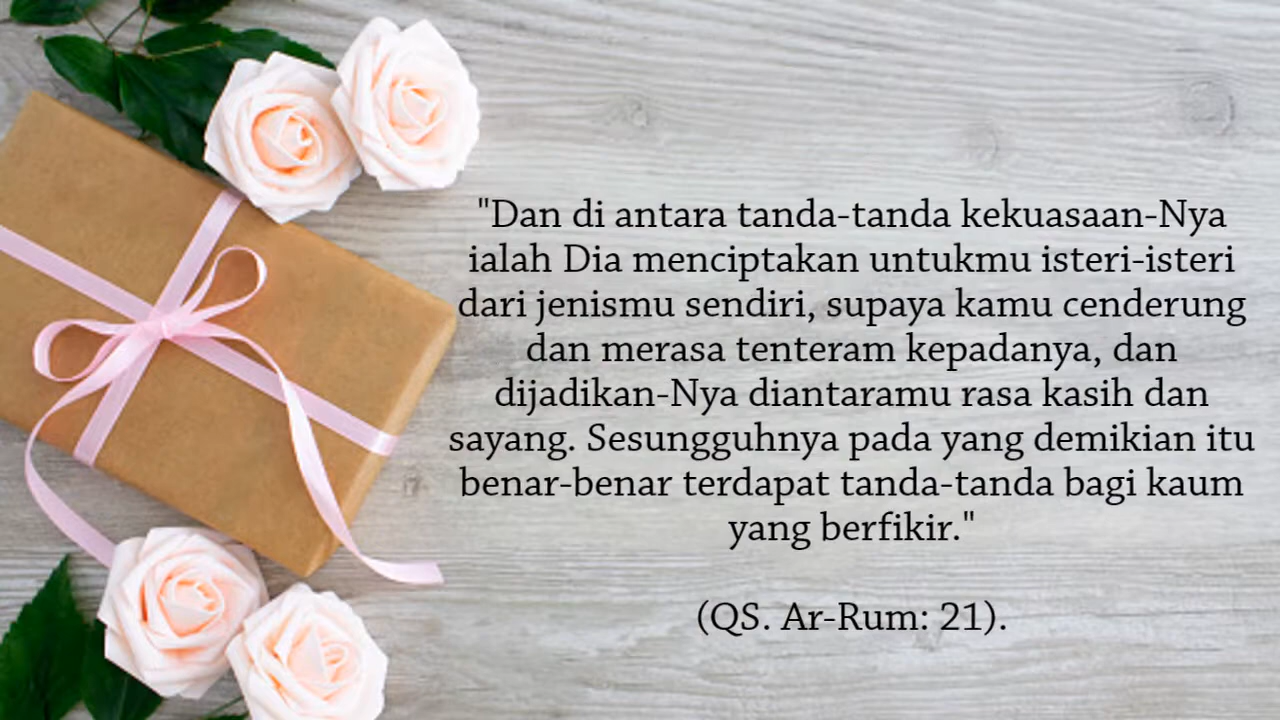 "Dan di antara tanda-tanda kekuasaan-Nya
ialah Dia menciptakan untukmu isteri-isteri
dari jenismu sendiri, supaya kamu cenderung
dan merasa tenteram kepadanya, dan
dijadikan-Nya diantaramu rasa kasih dan
sayang. Sesungguhnya pada yang demikian itu
benar-benar terdapat tanda-tanda bagi kaum
yang berfikir."
(QS. Ar-Rum: 21).